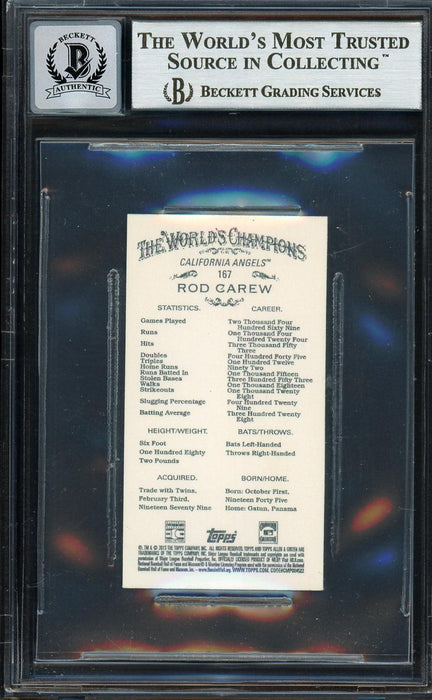 BECKETT
B
AUTHENTIC
THE WORLD'S MOST TRUSTED
SOURCE IN COLLECTING™
B BECKETT GRADING SERVICES
THE WORLD'S CHAMPIONS
CALIFORNIA ANGELS™
167
ROD CAREW
STATISTICS. CAREER.
Games Played Two Thousand Four
Hundred Sixty Nine
Runs One Thousand Four
Hundred Twenty Four
Hits Three Thousand Fifty
Three
Doubles Four Hundred Forty Five
Triples One Hundred Twelve
Home Runs Ninety Two
Runs Batted In One Thousand Fifteen
Stolen Bases Three Hundred Fifty Three
Walks One Thousand Eighteen
Strikeouts One Thousand Twenty
Eight
Slugging Percentage Four Hundred Twenty
Nine
Batting Average Three Hundred Twenty
Eight
HEIGHT/WEIGHT. BATS/THROWS.
Six Foot Bats Left-Handed
One Hundred Eighty Throws Right-Handed
Two Pounds
ACQUIRED. BORN/HOME.
Trade with Twins, Born: October First,
February Third, Nineteen Forty Five
Nineteen Seventy Nine Home: Gatun, Panama
Topps